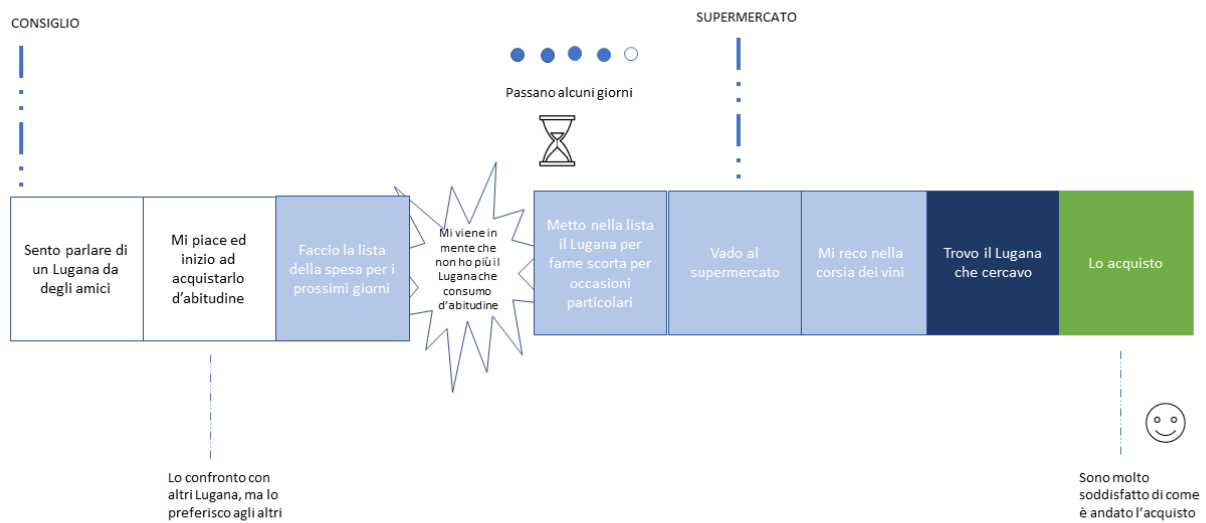 CONSIGLIO
SUPERMERCATO
Passano alcuni giorni
Sento parlare di
un Lugana da
degli amici
Mi piace ed
inizio ad
acquistarlo
d'abitudine
Faccio la lista
della spesa per i
prossimi giorni
Mi viene in
mente che
non ho più il
Lugana che
consumo
d'abitudine
Metto nella lista
il Lugana per
farne scorta per
occasioni
particolari
Vado al
supermercato
Mi reco nella
corsia dei vini
Trovo il Lugana
che cercavo
Lo acquisto
Lo confronto con
altri Lugana, ma lo
preferisco agli altri
Sono molto
soddisfatto di come
è andato l'acquisto